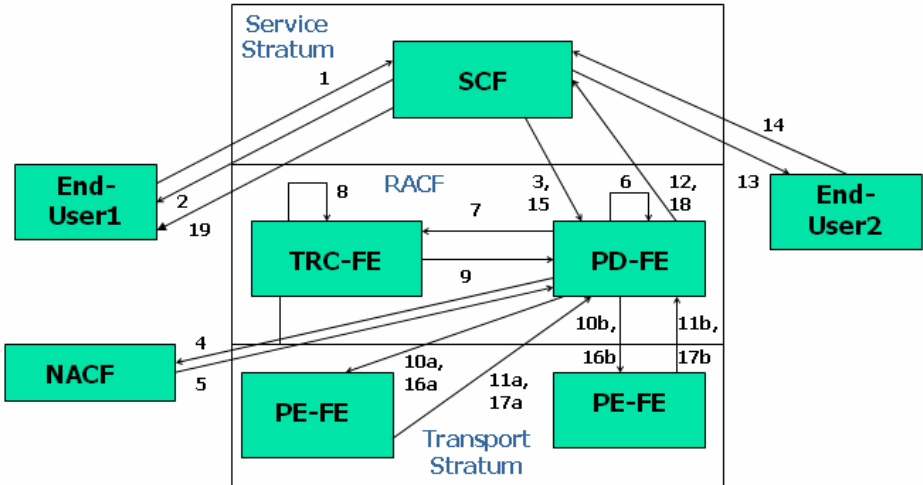 Service
Stratum
SCF
1
14
End-
User1
2
19
RACF
8
7
3,
15
6
12,
18
13
End-
User2
TRC-FE
9
PD-FE
4
5
NACF
10a,
16a
11a,
17a
10b,
16b
11b,
17b
PE-FE
PE-FE
Transport
Stratum